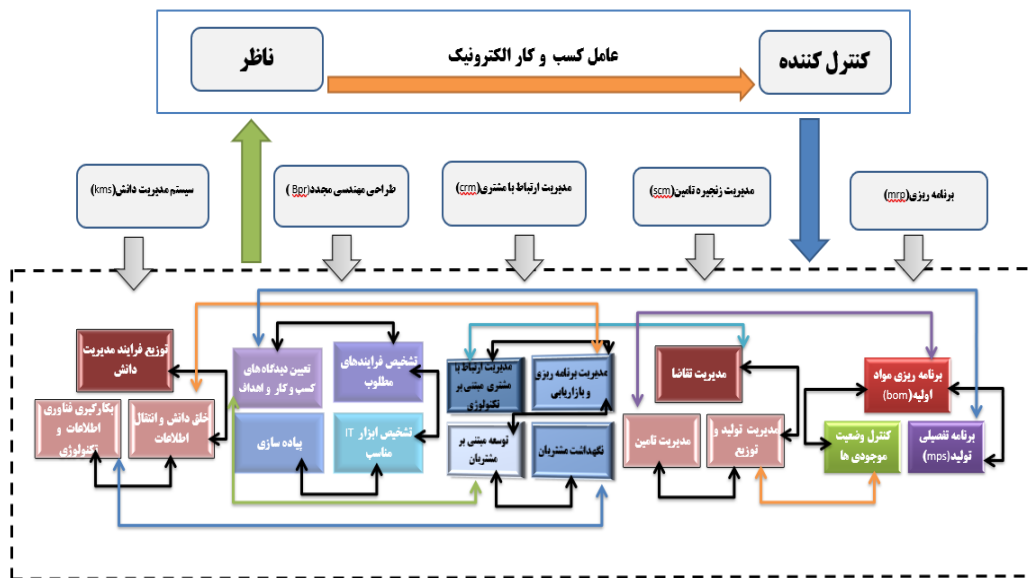 کنترل کننده
عامل کسب و کار الکترونیک
ناظر
برنامه ریزی(mrp)
مدیریت زنجیره تامین(scm)
مدیریت ارتباط با مشتری(crm)
طراحی مهندسی مجدد(Bpr )
سیستم مدیریت دانش(kms)
برنامه ریزی مواد
اولیه(bom)
برنامه تفصیلی
تولید(mps)
کنترل وضعیت
موجودی ها
مدیریت تقاضا
مدیریت تولید و
توزیع
مدیریت تامین
مدیریت برنامه ریزی
و بازاریابی
مدیریت ارتباط با
مشتری مبتنی بر
تکنولوژی
نگهداشت مشتریان
توسعه مبتنی بر
مشتریان
تشخیص فرایندهای
مطلوب
تعیین دیدگاه های
کسب و کار و اهداف
تشخیص ابزار IT
مناسب
پیاده سازی
توزیع فرایند مدیریت
دانش
خلق دانش و انتقال
اطلاعات
بکارگیری فناوری
اطلاعات و
تکنولوژی